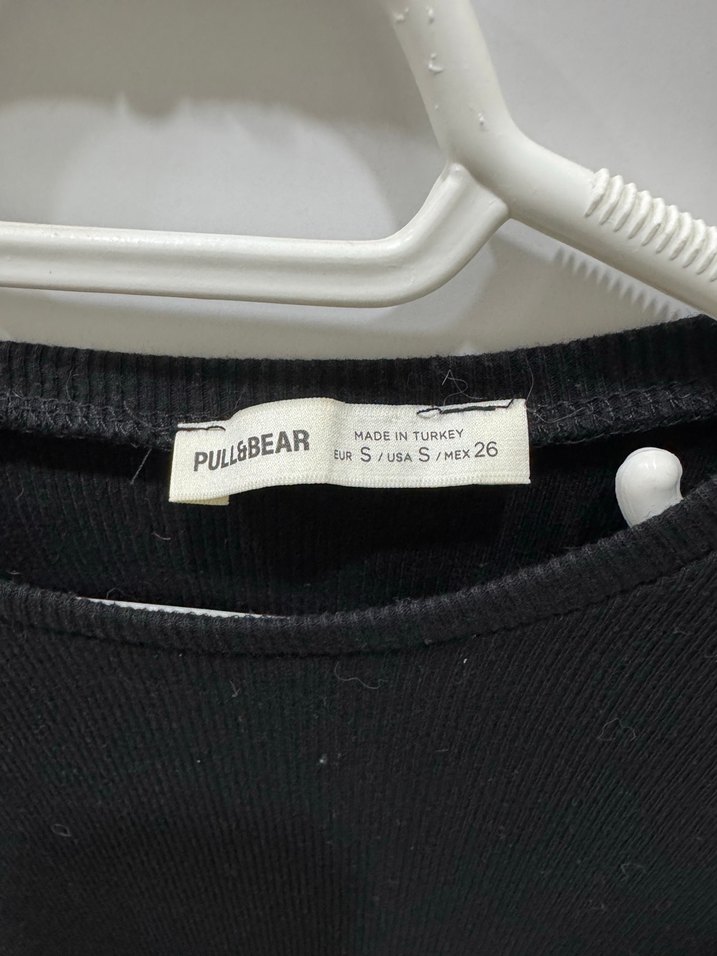 PULL&BEAR
MADE IN TURKEY
EUR S / USA S / MEX 26